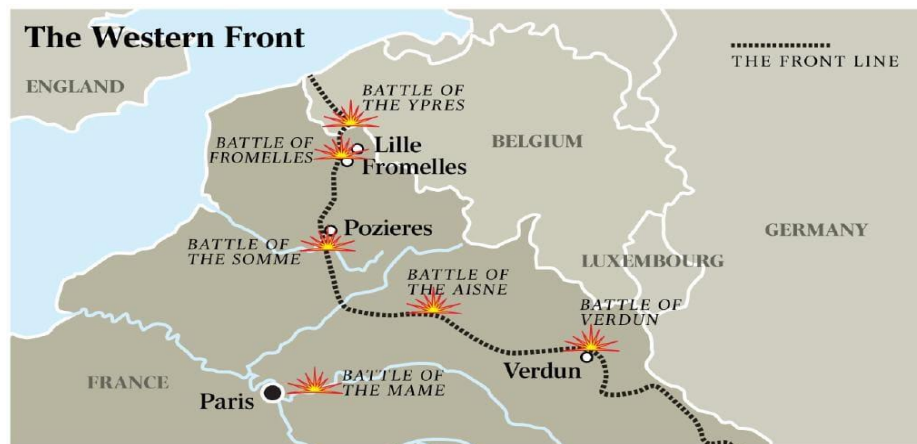 The Western Front
THE FRONT LINE
ENGLAND
BATTLE OF
THE YPRES
BATTLE OF
FROMELLES
Lille
Fromelles
BELGIUM
Pozieres
GERMANY
BATTLE OF
THE SOMME
LUXEMBOURG
BATTLE OF
THE AISNE
BATTLE OF
VERDUN
Verdun
FRANCE
Paris
BATTLE OF
THE MAME